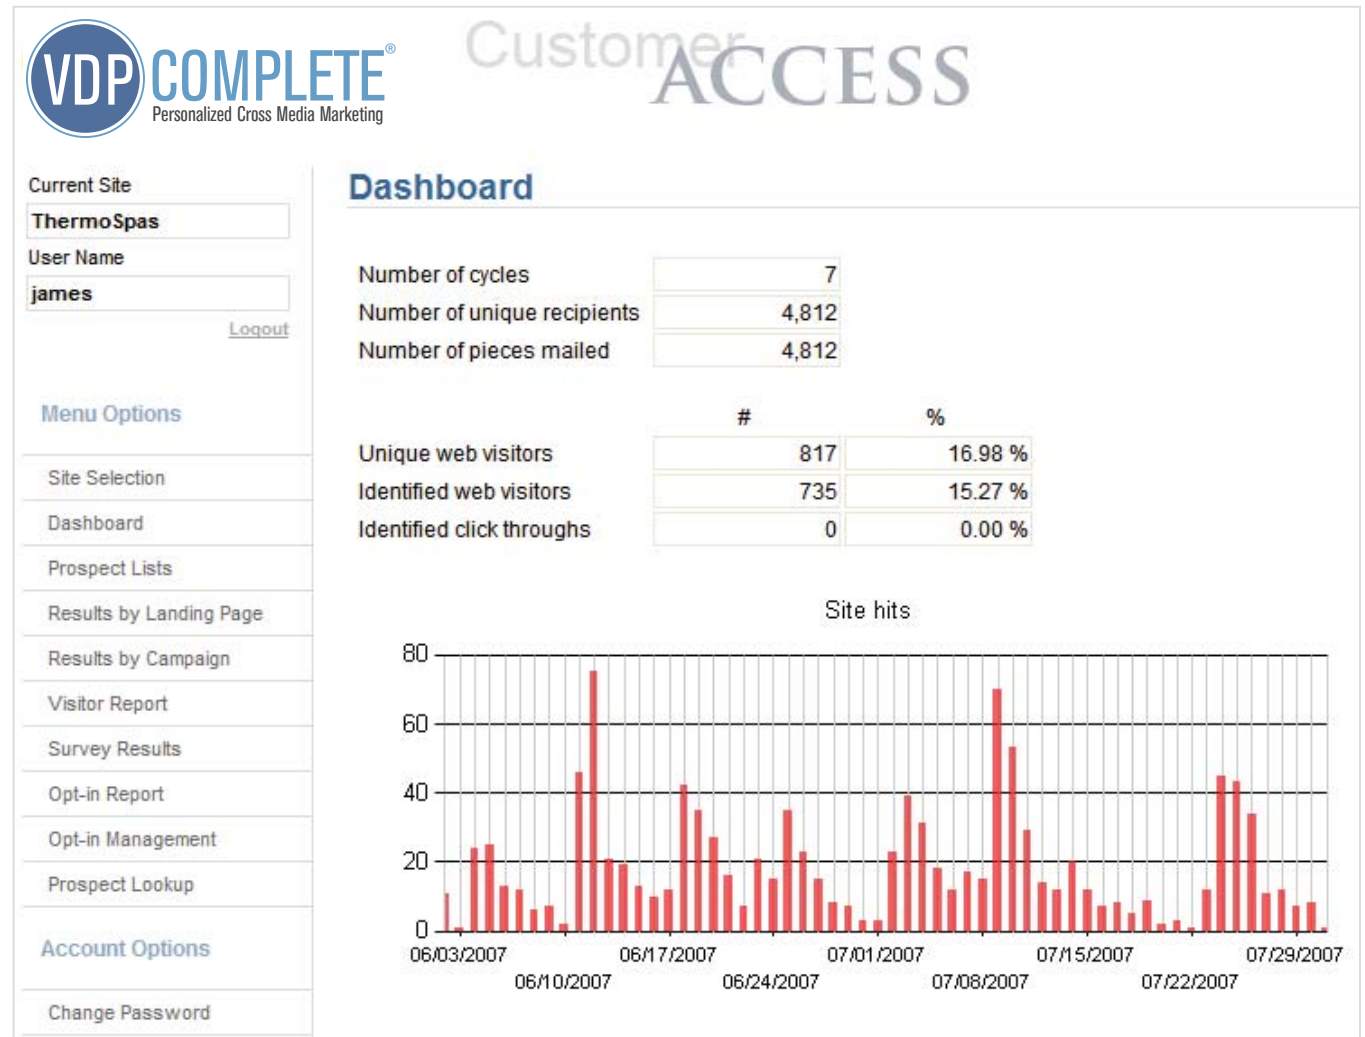 VDP COMPLETE®
Personalized Cross Media Marketing
Customer
ACCESS
Current Site
ThermoSpas
User Name
james
Logout
Menu Options
Site Selection
Dashboard
Prospect Lists
Results by Landing Page
Results by Campaign
Visitor Report
Survey Results
Opt-in Report
Opt-in Management
Prospect Lookup
Account Options
Change Password
Dashboard
Number of cycles 7
Number of unique recipients 4,812
Number of pieces mailed 4,812
# %
Unique web visitors 817 16.98 %
Identified web visitors 735 15.27 %
Identified click throughs 0 0.00 %
Site hits
80
60
40
20
0
06/03/2007 06/17/2007 07/01/2007 07/15/2007 07/29/2007
06/10/2007 06/24/2007 07/08/2007 07/22/2007